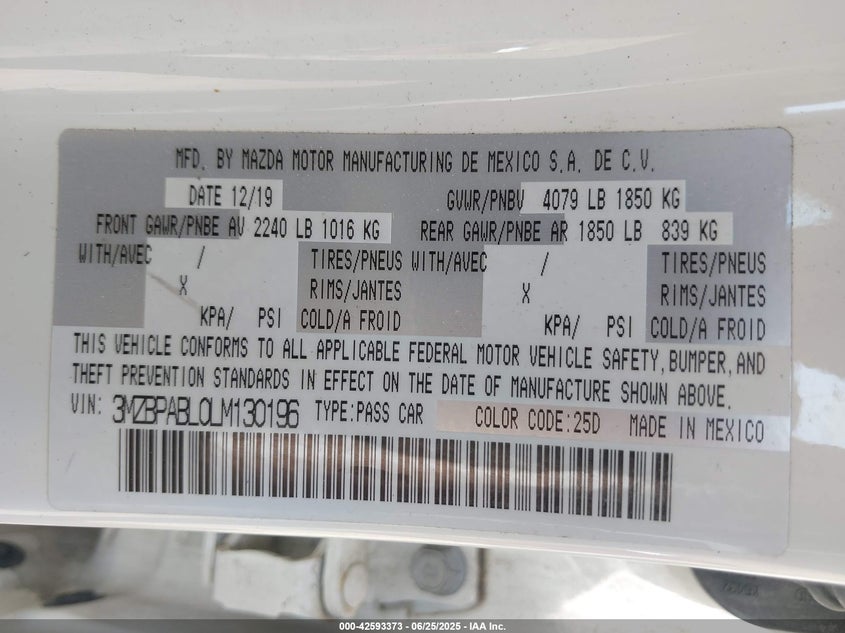 MFD. BY MAZDA MOTOR MANUFACTURING DE MEXICO S.A. DE C.V.
DATE 12/19 GVWR/PNBV 4079 LB 1850 KG
FRONT GAWR/PNBE AV 2240 LB 1016 KG REAR GAWR/PNBE AR 1850 LB 839 KG
WITH/AVEC / TIRES/PNEUS WITH/AVEC / TIRES/PNEUS
X RIMS/JANTES X RIMS/JANTES
KPA/ PSI COLD/A FROID KPA/ PSI COLD/A FROID
THIS VEHICLE CONFORMS TO ALL APPLICABLE FEDERAL MOTOR VEHICLE SAFETY, BUMPER, AND
THEFT PREVENTION STANDARDS IN EFFECT ON THE DATE OF MANUFACTURE SHOWN ABOVE.
VIN: 3MZBPABL0LM130196 TYPE:PASS CAR COLOR CODE:25D MADE IN MEXICO
000-42593373 - 06/25/2025 - IAA Inc.